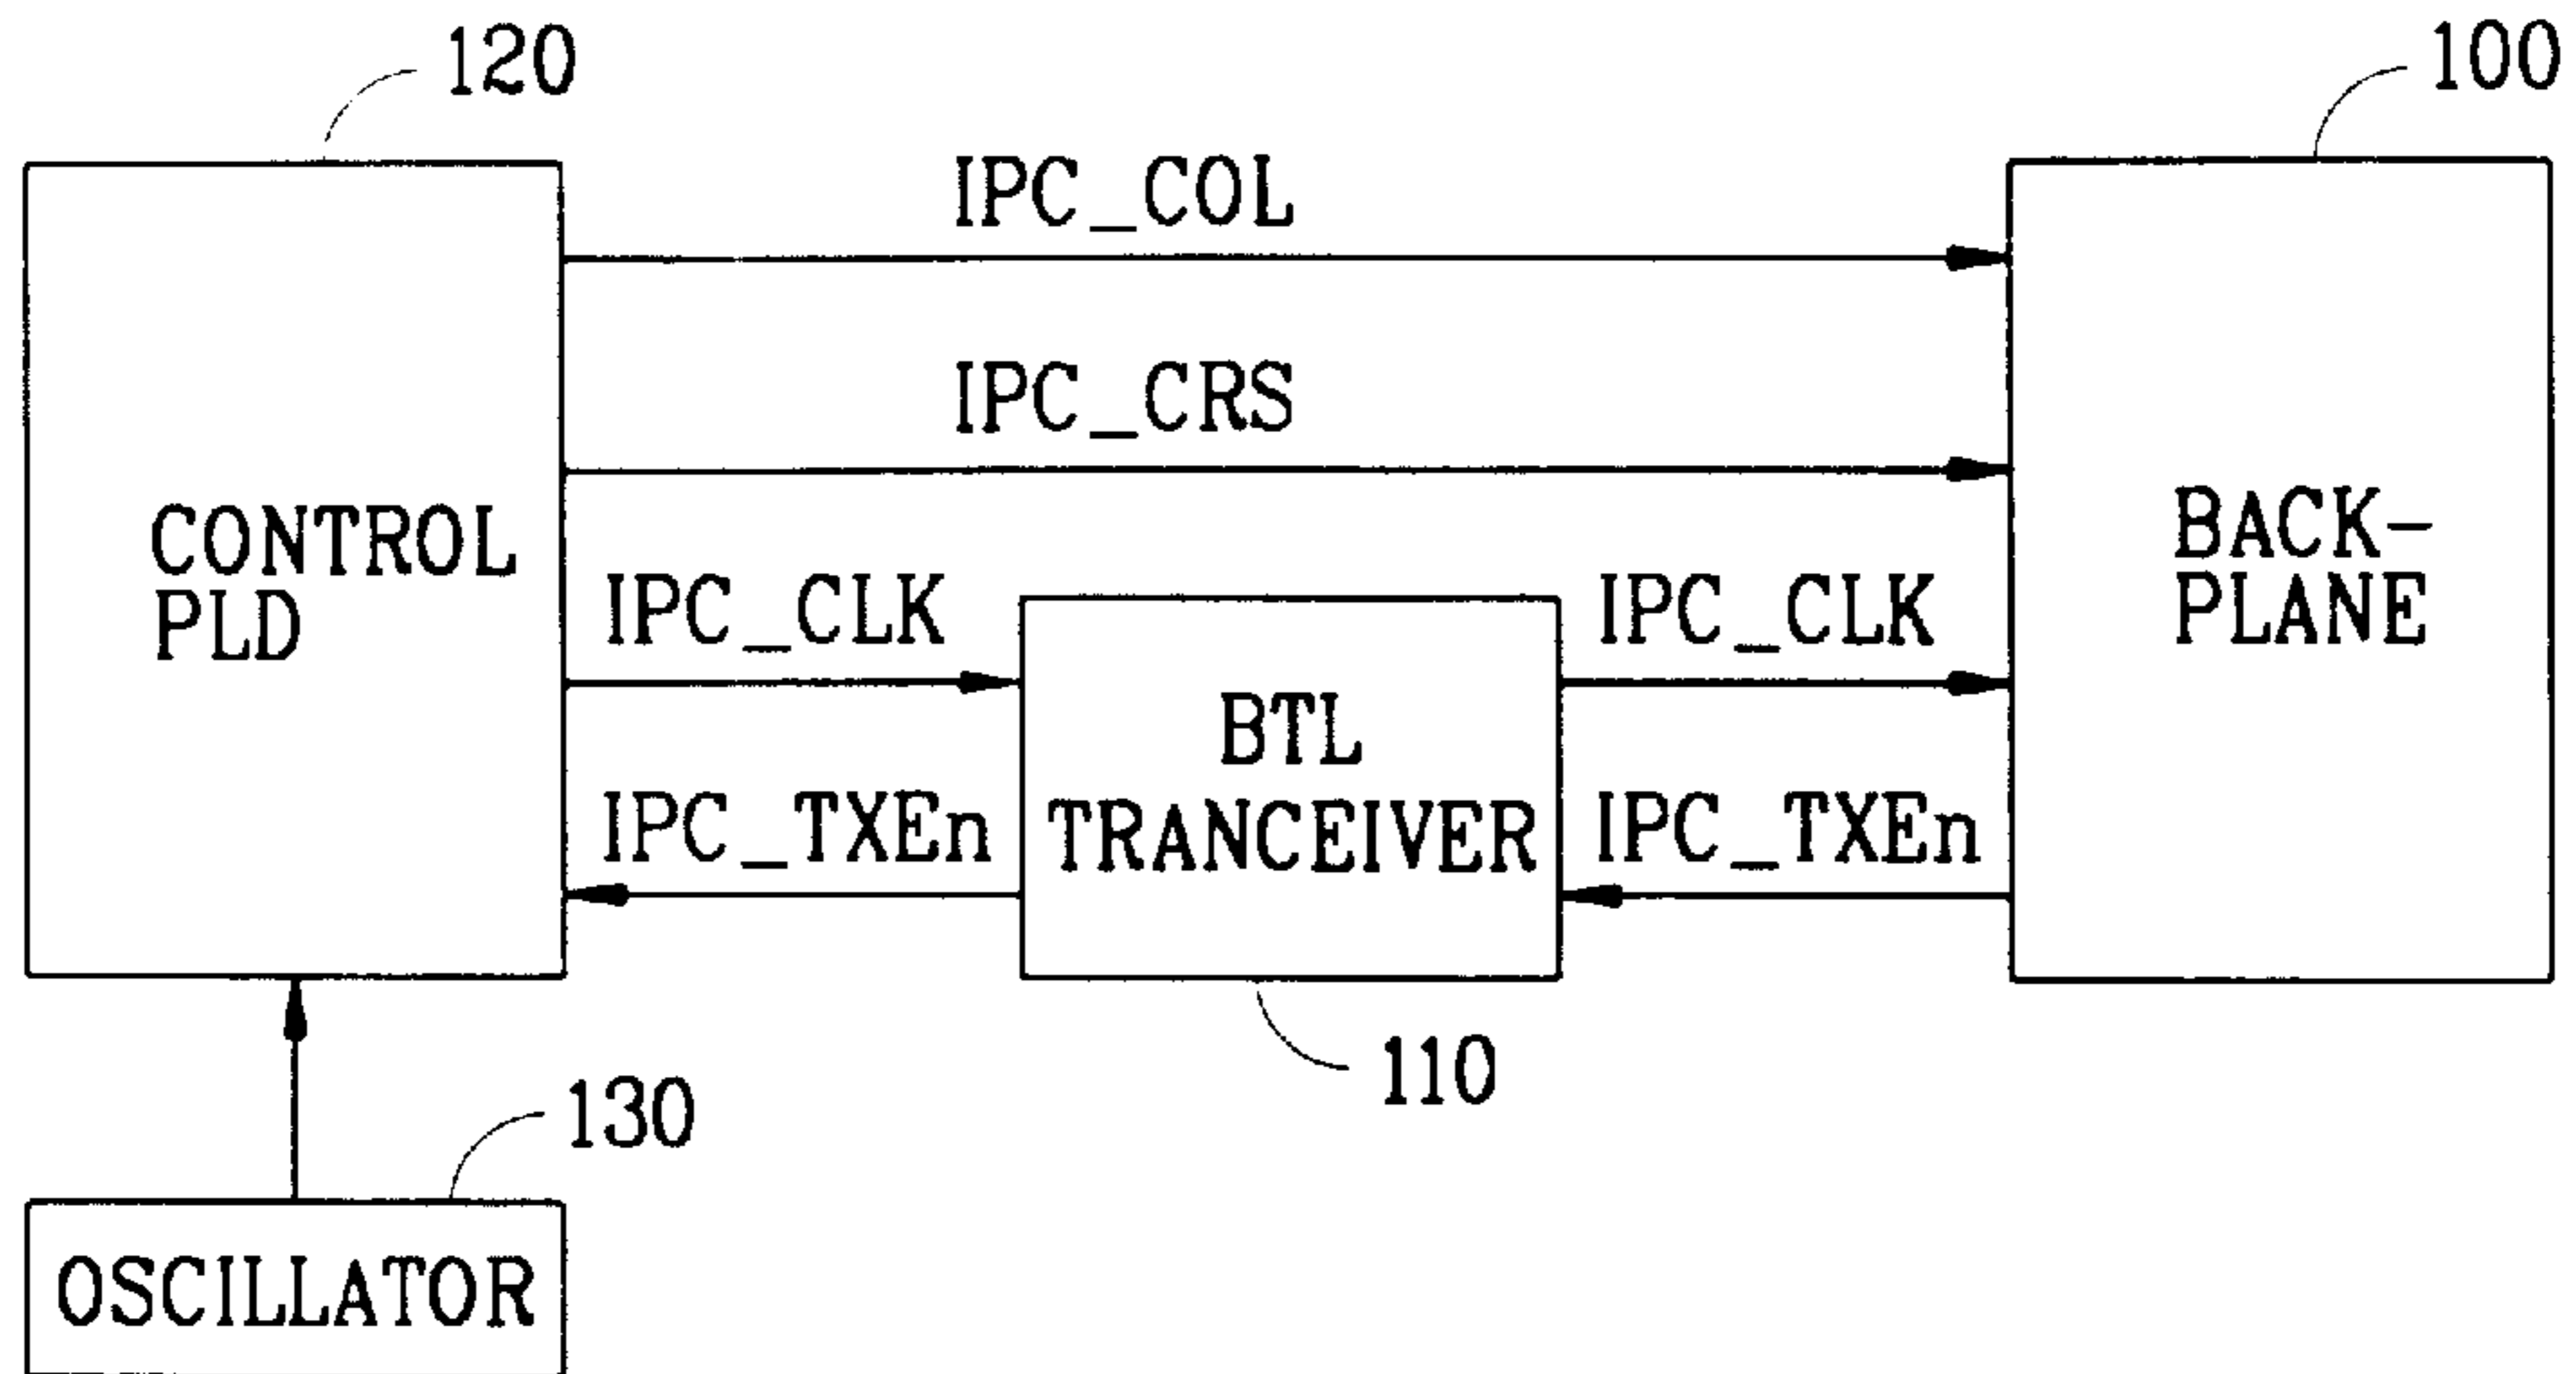 120
100
IPC_COL
IPC_CRS
CONTROL
PLD
BACK-
PLANE
IPC_CLK
IPC_CLK
BTL
TRANCEIVER
IPC_TXEn
IPC_TXEn
110
130
OSCILLATOR